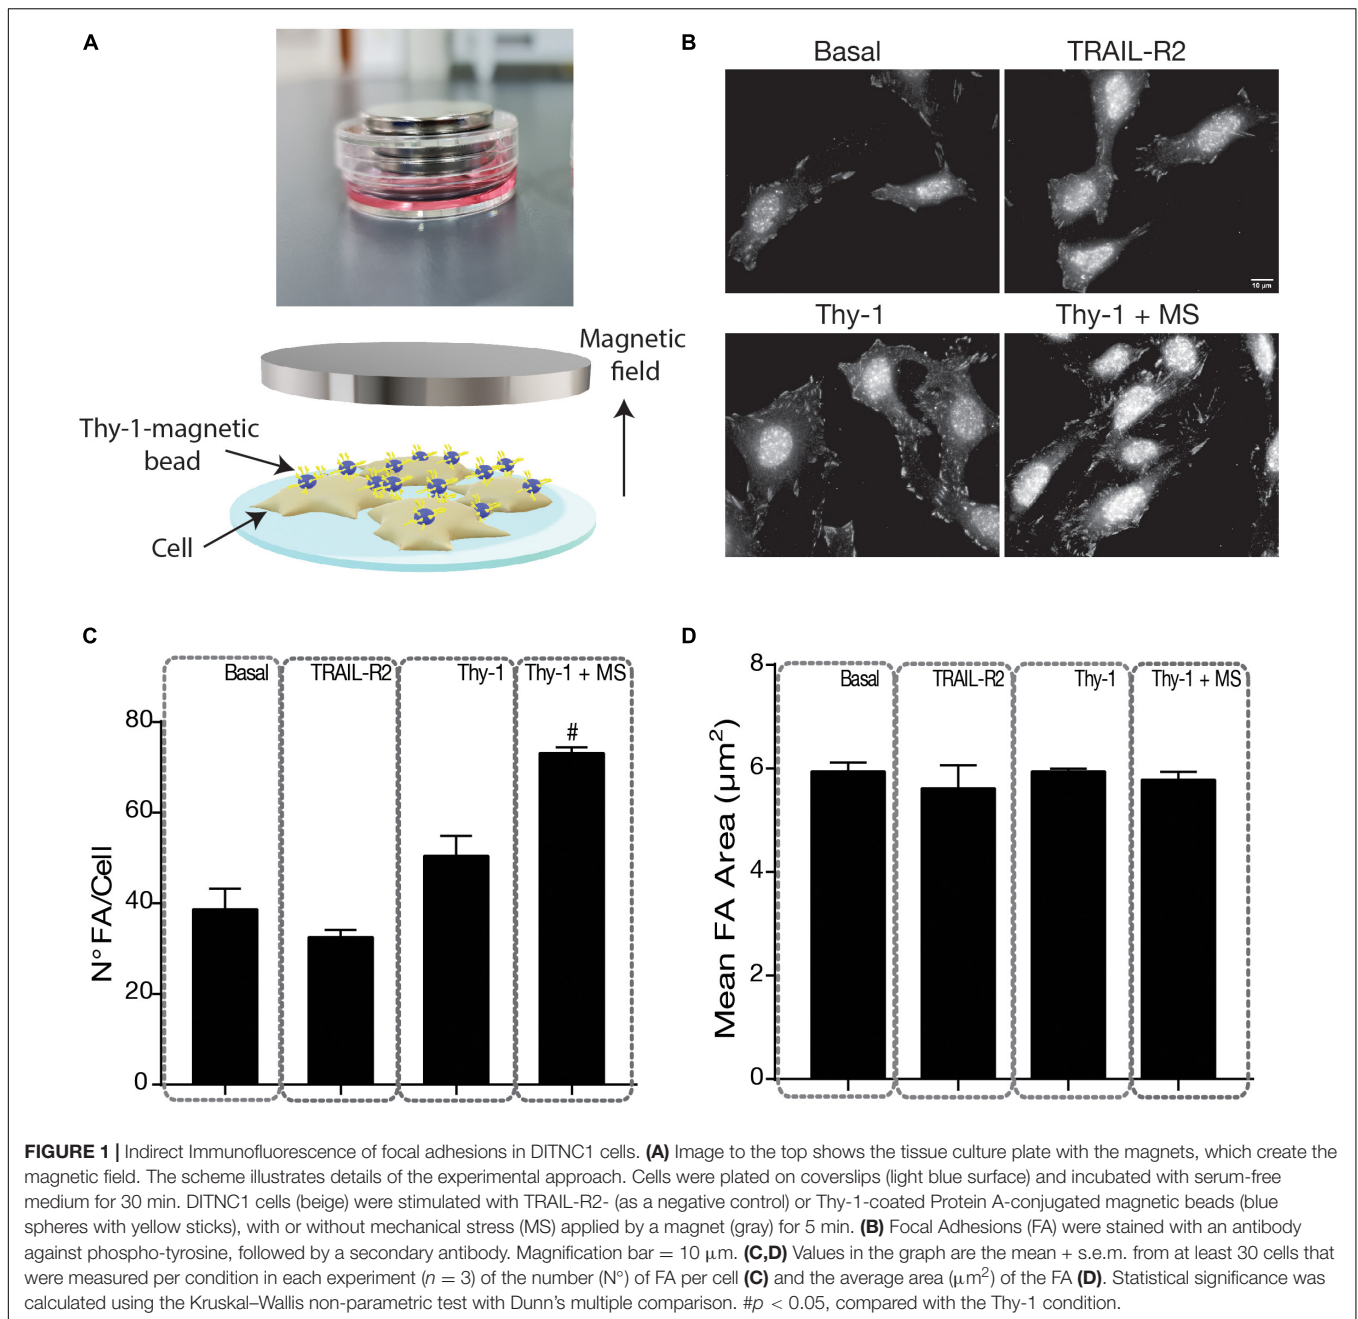 A
Magnetic
field
Thy-1-magnetic
bead
Cell
B
Basal
TRAIL-R2
10 µm
Thy-1
Thy-1 + MS
C
Basal
TRAIL-R2
Thy-1
Thy-1 + MS
#
80
60
40
20
0
N° FA/Cell
D
Basal
TRAIL-R2
Thy-1
Thy-1 + MS
8
6
4
2
0
Mean FA Area (µm²)
FIGURE 1 | Indirect Immunofluorescence of focal adhesions in DITNC1 cells. (A) Image to the top shows the tissue culture plate with the magnets, which create the
magnetic field. The scheme illustrates details of the experimental approach. Cells were plated on coverslips (light blue surface) and incubated with serum-free
medium for 30 min. DITNC1 cells (beige) were stimulated with TRAIL-R2- (as a negative control) or Thy-1-coated Protein A-conjugated magnetic beads (blue
spheres with yellow sticks), with or without mechanical stress (MS) applied by a magnet (gray) for 5 min. (B) Focal Adhesions (FA) were stained with an antibody
against phospho-tyrosine, followed by a secondary antibody. Magnification bar = 10 µm. (C,D) Values in the graph are the mean + s.e.m. from at least 30 cells that
were measured per condition in each experiment (n = 3) of the number (N°) of FA per cell (C) and the average area (µm²) of the FA (D). Statistical significance was
calculated using the Kruskal–Wallis non-parametric test with Dunn's multiple comparison. #p < 0.05, compared with the Thy-1 condition.